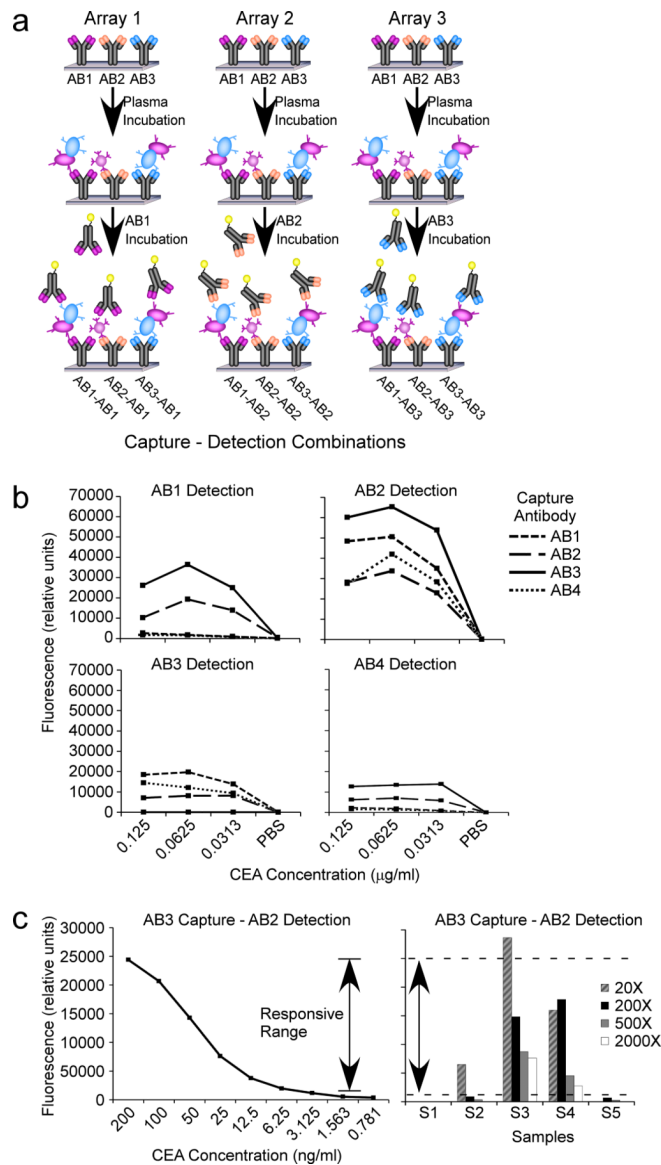 a
Array 1
Array 2
Array 3
AB1 AB2 AB3
AB1 AB2 AB3
AB1 AB2 AB3
Plasma
Incubation
Plasma
Incubation
Plasma
Incubation
AB1
Incubation
AB2
Incubation
AB3
Incubation
AB1-AB1
AB2-AB1
AB3-AB1
AB1-AB2
AB2-AB2
AB3-AB2
AB1-AB3
AB2-AB3
AB3-AB3
Capture - Detection Combinations
b
AB1 Detection
AB2 Detection
Capture
Antibody
AB1
AB2
AB3
AB4
Fluorescence (relative units)
70000
60000
50000
40000
30000
20000
10000
0
AB3 Detection
AB4 Detection
70000
60000
50000
40000
30000
20000
10000
0
0.125
0.0625
0.0313
PBS
0.125
0.0625
0.0313
PBS
CEA Concentration (µg/ml)
c
AB3 Capture - AB2 Detection
AB3 Capture - AB2 Detection
Fluorescence (relative units)
30000
25000
20000
15000
10000
50000
0
Responsive
Range
20X
200X
500X
2000X
200
100
50
25
12.5
6.25
3.125
1.563
0.781
CEA Concentration (ng/ml)
S1
S2
S3
S4
S5
Samples